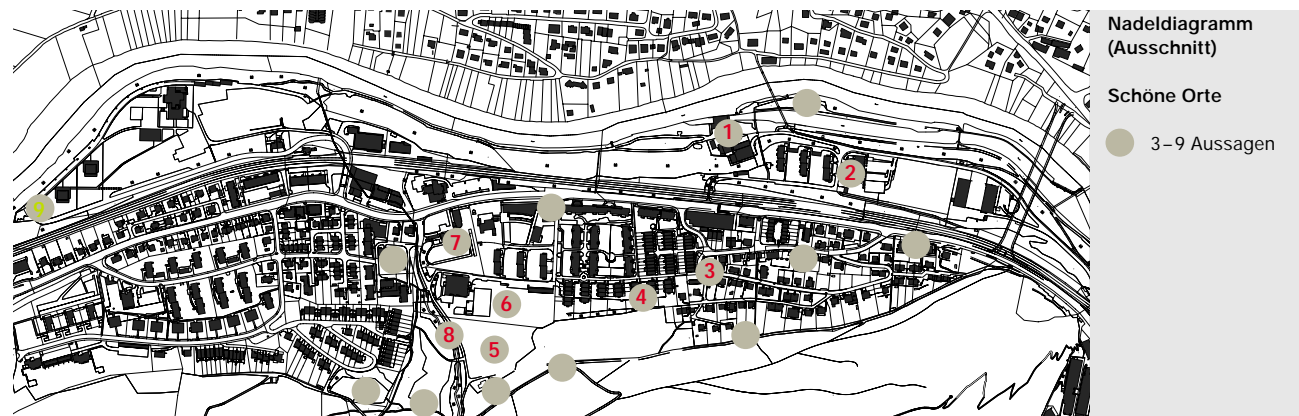 Nadeldiagramm
(Ausschnitt)
Schöne Orte
3–9 Aussagen
1
2
3
4
5
6
7
8
9